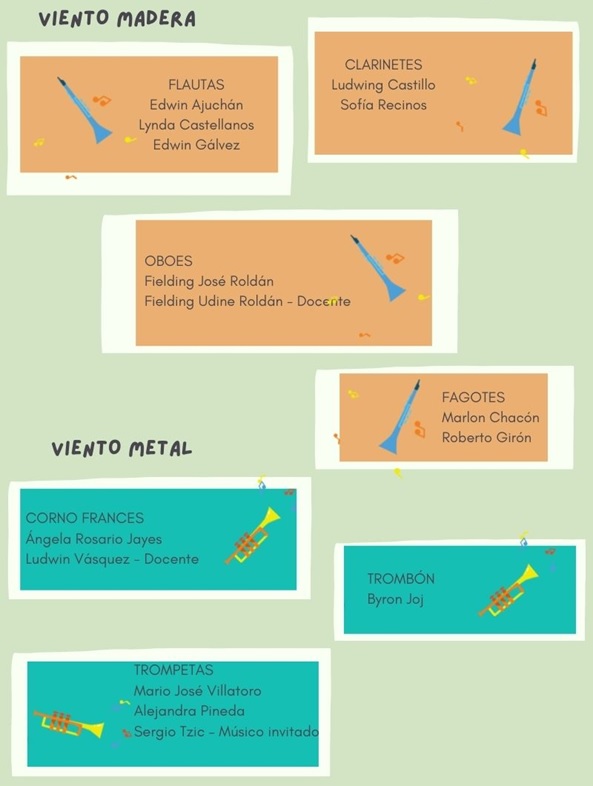 VIENTO MADERA
FLAUTAS
Edwin Ajuchán
Lynda Castellanos
Edwin Gálvez
CLARINETES
Ludwing Castillo
Sofía Recinos
OBOES
Fielding José Roldán
Fielding Udine Roldán - Docente
FAGOTES
Marlon Chacón
Roberto Girón
VIENTO METAL
CORNO FRANCES
Ángela Rosario Jayes
Ludwin Vásquez - Docente
TROMBÓN
Byron Joj
TROMPETAS
Mario José Villatoro
Alejandra Pineda
Sergio Tzic - Músico invitado